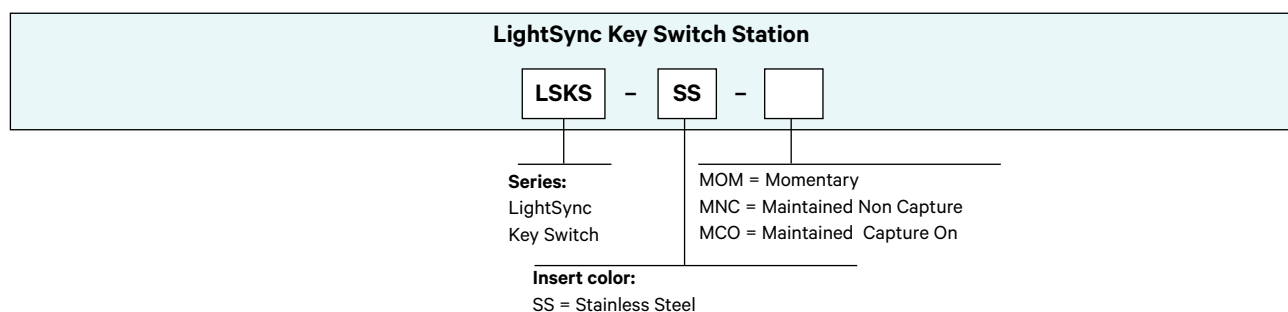 LightSync Key Switch Station
LSKS – SS –
Series:
LightSync
Key Switch
MOM = Momentary
MNC = Maintained Non Capture
MCO = Maintained  Capture On
Insert color:
SS = Stainless Steel